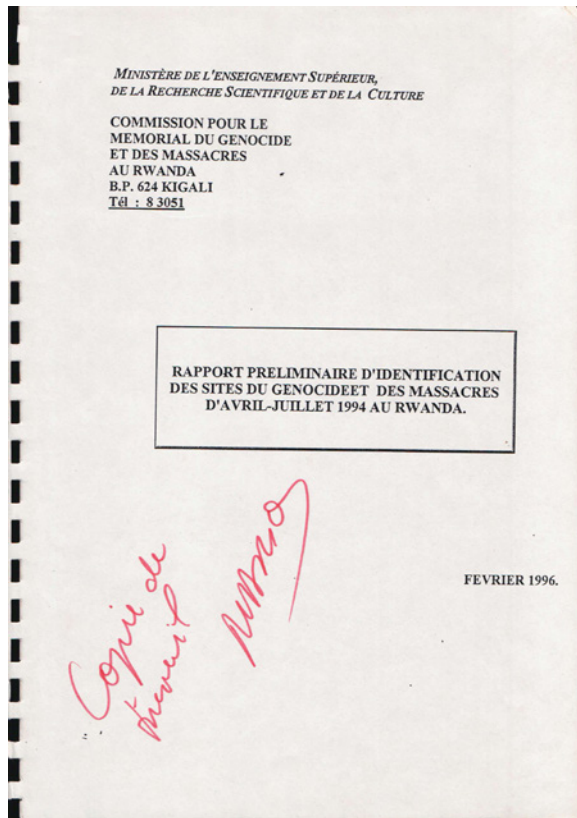 MINISTÈRE DE L'ENSEIGNEMENT SUPÉRIEUR,
DE LA RECHERCHE SCIENTIFIQUE ET DE LA CULTURE
COMMISSION POUR LE
MEMORIAL DU GENOCIDE
ET DES MASSACRES
AU RWANDA
B.P. 624 KIGALI
Tél : 8 3051
RAPPORT PRELIMINAIRE D'IDENTIFICATION
DES SITES DU GENOCIDEET DES MASSACRES
D'AVRIL-JUILLET 1994 AU RWANDA.
FEVRIER 1996.
Copie de
travail